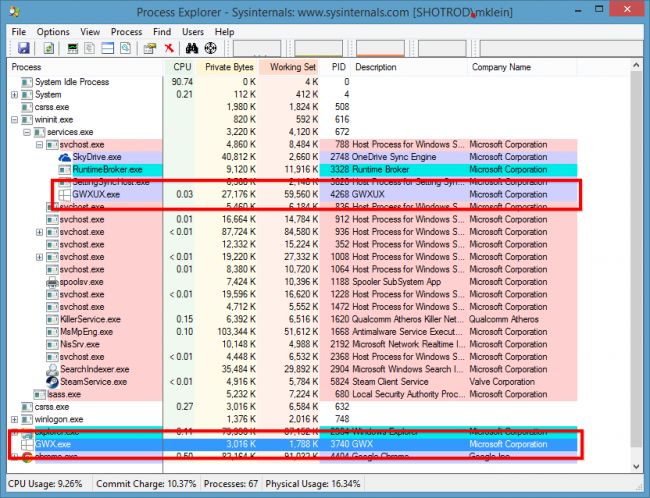 Process Explorer - Sysinternals: www.sysinternals.com [SHOTROD\mklein]
File Options View Process Find Users Help
Process CPU Private Bytes Working Set PID Description Company Name
System Idle Process 90.74 0 K 4 K 0
System 0.21 112 K 412 K 4
csrss.exe 1,980 K 1,824 K 508
wininit.exe 820 K 592 K 616
services.exe 3,220 K 4,120 K 672
svchost.exe 4,860 K 8,484 K 788 Host Process for Windows S... Microsoft Corporation
SkyDrive.exe 40,812 K 2,660 K 2748 OneDrive Sync Engine Microsoft Corporation
RuntimeBroker.exe 9,120 K 11,916 K 3328 Runtime Broker Microsoft Corporation
SettingSyncHost.exe Host Process for Setting Syn... Microsoft Corporation
GWXUX.exe 0.03 27,176 K 59,560 K 4268 GWXUX Microsoft Corporation
svchost.exe 5,460 K 6,184 K 836 Host Process for Windows S... Microsoft Corporation
svchost.exe 0.01 16,664 K 14,784 K 912 Host Process for Windows S... Microsoft Corporation
svchost.exe < 0.01 87,724 K 84,580 K 936 Host Process for Windows S... Microsoft Corporation
svchost.exe 12,332 K 15,224 K 352 Host Process for Windows S... Microsoft Corporation
svchost.exe < 0.01 19,240 K 27,332 K 1008 Host Process for Windows S... Microsoft Corporation
svchost.exe 0.01 8,380 K 10,720 K 1064 Host Process for Windows S... Microsoft Corporation
spoolsv.exe 7,424 K 10,392 K 1188 Spooler SubSystem App Microsoft Corporation
svchost.exe < 0.01 19,596 K 16,620 K 1228 Host Process for Windows S... Microsoft Corporation
svchost.exe 4,712 K 5,552 K 1472 Host Process for Windows S... Microsoft Corporation
KillerService.exe 0.15 6,392 K 6,516 K 1620 Qualcomm Atheros Killer Net... Qualcomm Atheros
MsMpEng.exe 0.10 103,344 K 51,612 K 1668 Antimalware Service Execut... Microsoft Corporation
NisSrv.exe 10,148 K 4,988 K 2192 Microsoft Network Realtime I... Microsoft Corporation
svchost.exe < 0.01 4,448 K 6,532 K 2368 Host Process for Windows S... Microsoft Corporation
SearchIndexer.exe 35,484 K 29,892 K 2904 Microsoft Windows Search I... Microsoft Corporation
SteamService.exe < 0.01 4,916 K 5,784 K 5824 Steam Client Service Valve Corporation
lsass.exe 5,232 K 7,224 K 680 Local Security Authority Proc... Microsoft Corporation
csrss.exe 0.27 3,016 K 6,584 K 632
winlogon.exe 1,376 K 2,016 K 748
explorer.exe 0.11 Windows Explorer Microsoft Corporation
GWX.exe 3,016 K 1,788 K 3740 GWX Microsoft Corporation
chrome.exe 0.50 82,164 K 91,032 K 4404 Google Chrome Google Inc.
CPU Usage: 9.26% Commit Charge: 10.37% Processes: 67 Physical Usage: 16.34%